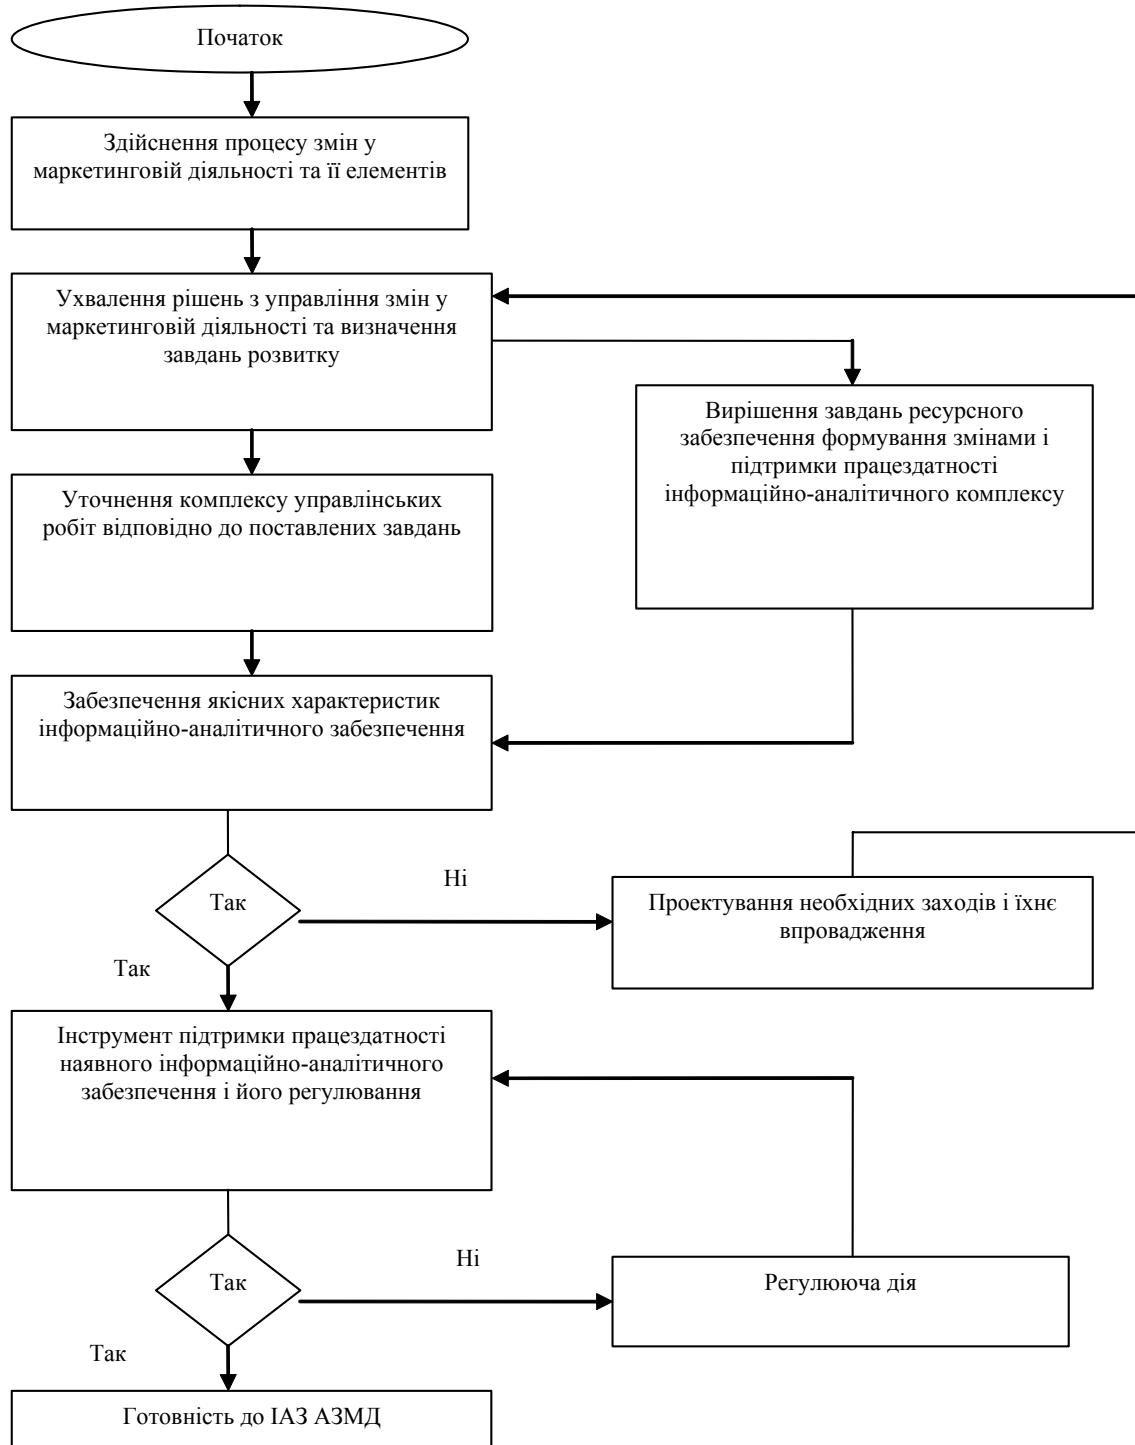 Початок
Здійснення процесу змін у
маркетинговій діяльності та її елементів
Ухвалення рішень з управління змін у
маркетинговій діяльності та визначення
завдань розвитку
Вирішення завдань ресурсного
забезпечення формування змінами і
підтримки працездатності
інформаційно-аналітичного комплексу
Уточнення комплексу управлінських
робіт відповідно до поставлених завдань
Забезпечення якісних характеристик
інформаційно-аналітичного забезпечення
Так
Ні
Проектування необхідних заходів і їхнє
впровадження
Так
Інструмент підтримки працездатності
наявного інформаційно-аналітичного
забезпечення і його регулювання
Так
Ні
Регулююча дія
Так
Готовність до ІАЗ АЗМД